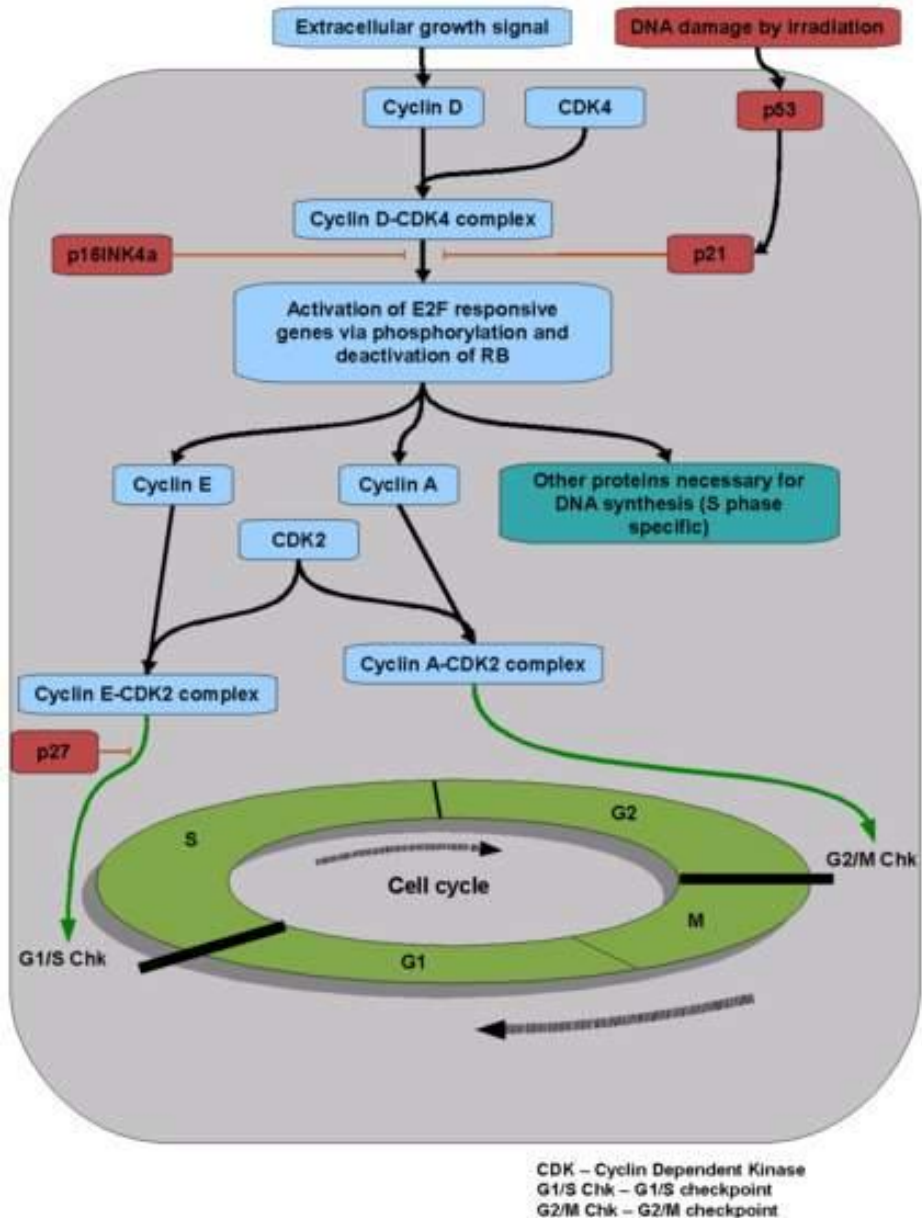 Extracellular growth signal
DNA damage by irradiation
Cyclin D
CDK4
p53
Cyclin D-CDK4 complex
p16INK4a
p21
Activation of E2F responsive
genes via phosphorylation and
deactivation of RB
Cyclin E
Cyclin A
Other proteins necessary for
DNA synthesis (S phase
specific)
CDK2
Cyclin A-CDK2 complex
Cyclin E-CDK2 complex
p27
S
G2
G2/M Chk
Cell cycle
M
G1/S Chk
G1
CDK – Cyclin Dependent Kinase
G1/S Chk – G1/S checkpoint
G2/M Chk – G2/M checkpoint